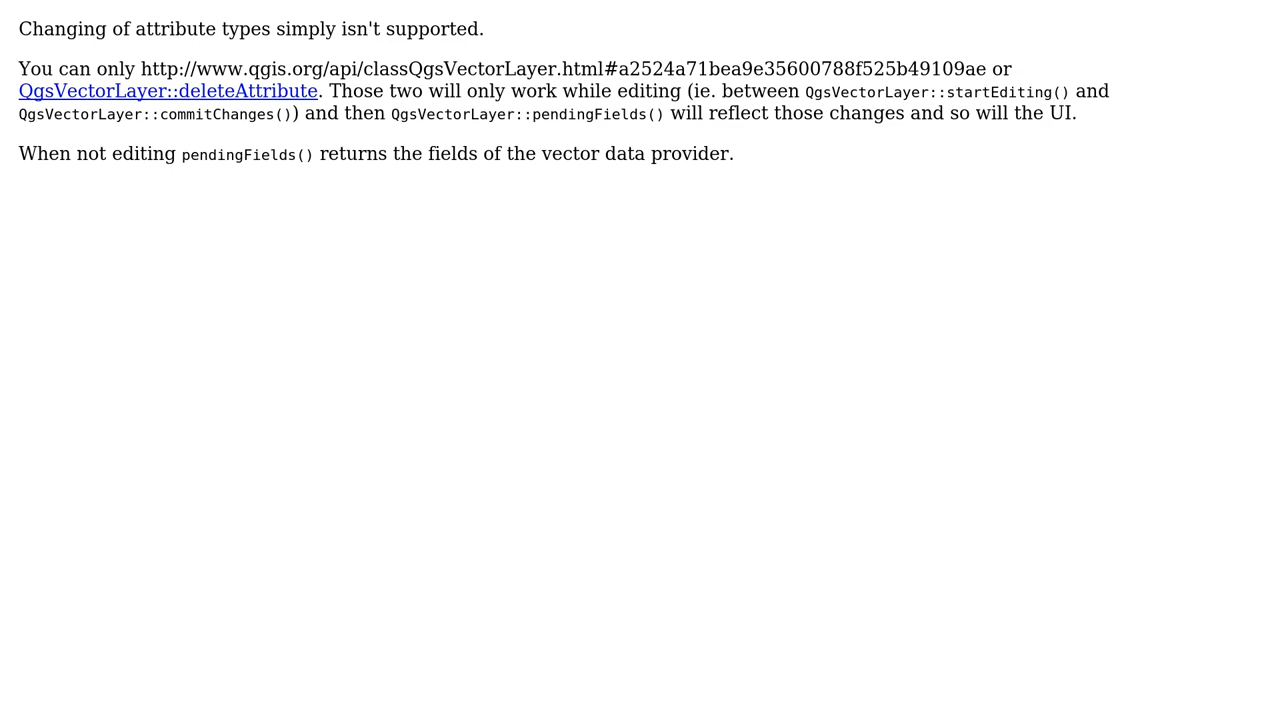 Changing of attribute types simply isn't supported.
You can only http://www.qgis.org/api/classQgsVectorLayer.html#a2524a71bea9e35600788f525b49109ae or
QgsVectorLayer::deleteAttribute. Those two will only work while editing (ie. between QgsVectorLayer::startEditing() and
QgsVectorLayer::commitChanges()) and then QgsVectorLayer::pendingFields() will reflect those changes and so will the UI.
When not editing pendingFields() returns the fields of the vector data provider.